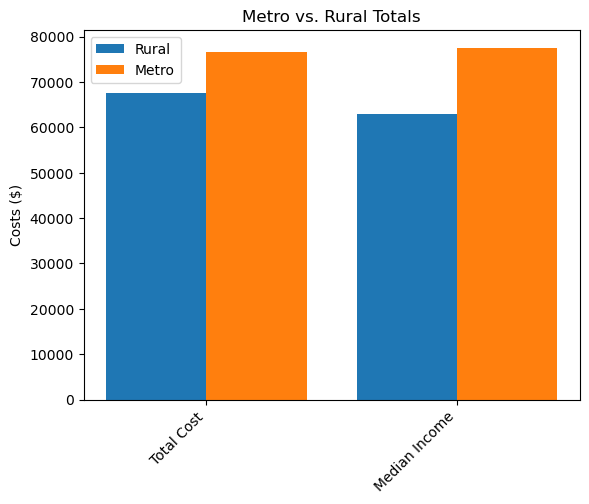 Metro vs. Rural Totals
Rural
Metro
Costs ($)
80000
70000
60000
50000
40000
30000
20000
10000
0
Total Cost
Median Income